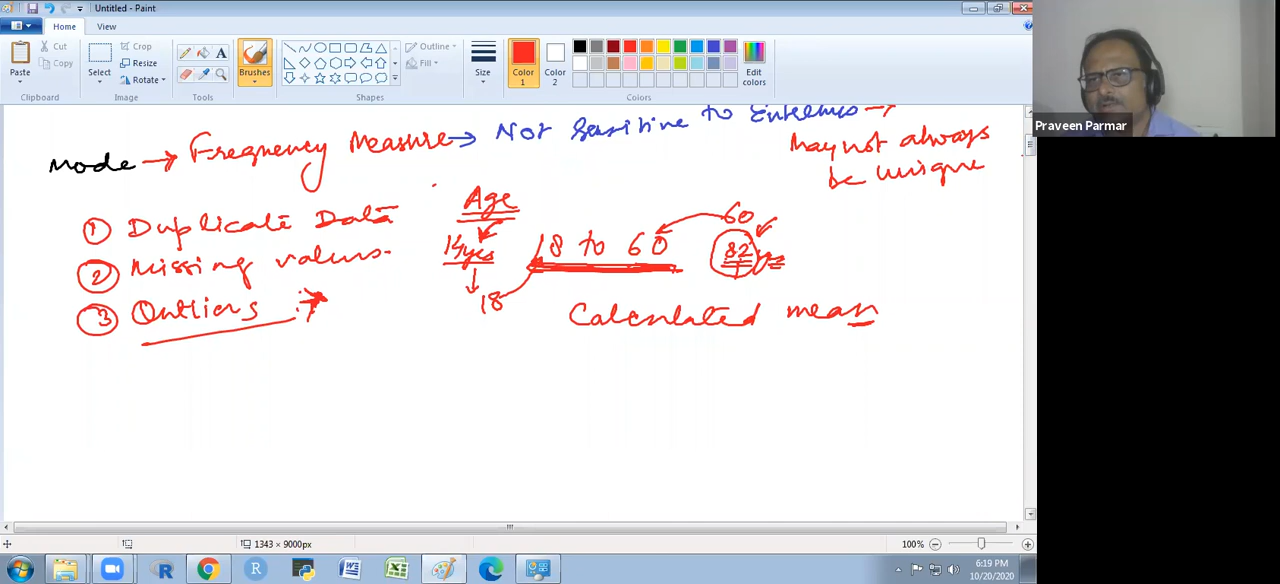 Untitled - Paint
Home View
Paste
Cut
Copy
Clipboard
Select
Crop
Resize
Rotate
Image
A
Tools
Brushes
Shapes
Outline
Fill
Size
Color 1
Color 2
Colors
Edit colors
Praveen Parmar
Not Sensitive to Extremes →
Mode → Frequency Measure →
may not always
be unique
① Duplicate Data
② Missing values
③ Outliers
Age
14yrs 18 to 60 82 yrs
60
18
Calculated mean
1343 × 9000px
100%
6:19 PM
10/20/2020